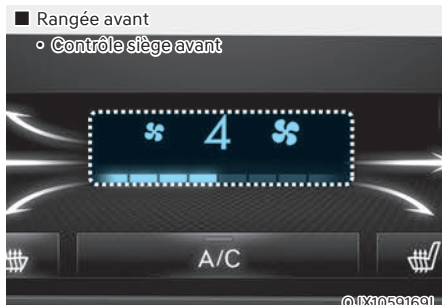 ■ Rangée avant
• Contrôle siège avant
4
A/C
OJX1059169L